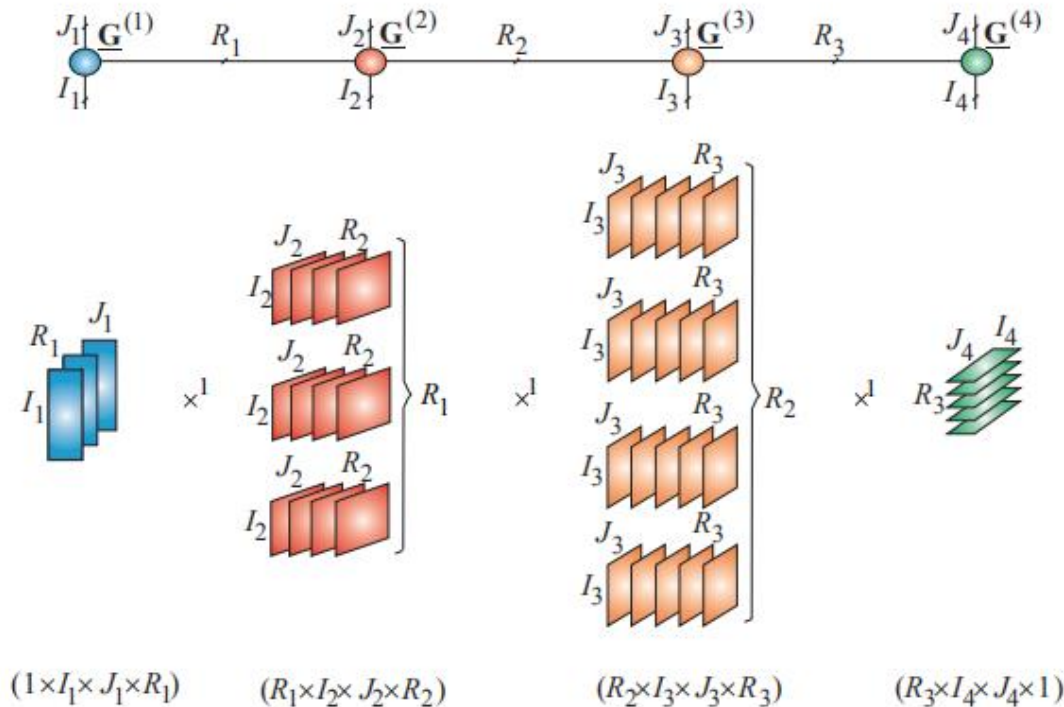 J₁ G⁽¹⁾ R₁ J₂ G⁽²⁾ R₂ J₃ G⁽³⁾ R₃ J₄ G⁽⁴⁾
I₁ I₂ I₃ I₄
J₃ R₃
I₃
J₂ R₂
I₂
J₃ R₃
I₃
R₁ J₁
I₁
×¹
J₂ R₂
I₂
R₁
×¹
R₂
×¹
J₄ I₄
R₃
J₃ R₃
I₃
J₂ R₂
I₂
J₃ R₃
I₃
(1×I₁×J₁×R₁) (R₁×I₂×J₂×R₂) (R₂×I₃×J₃×R₃) (R₃×I₄×J₄×1)